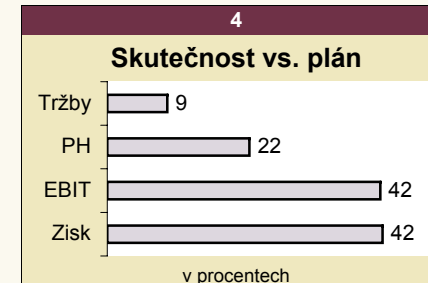 4
Skutečnost vs. plán
Tržby 9
PH 22
EBIT 42
Zisk 42
v procentech